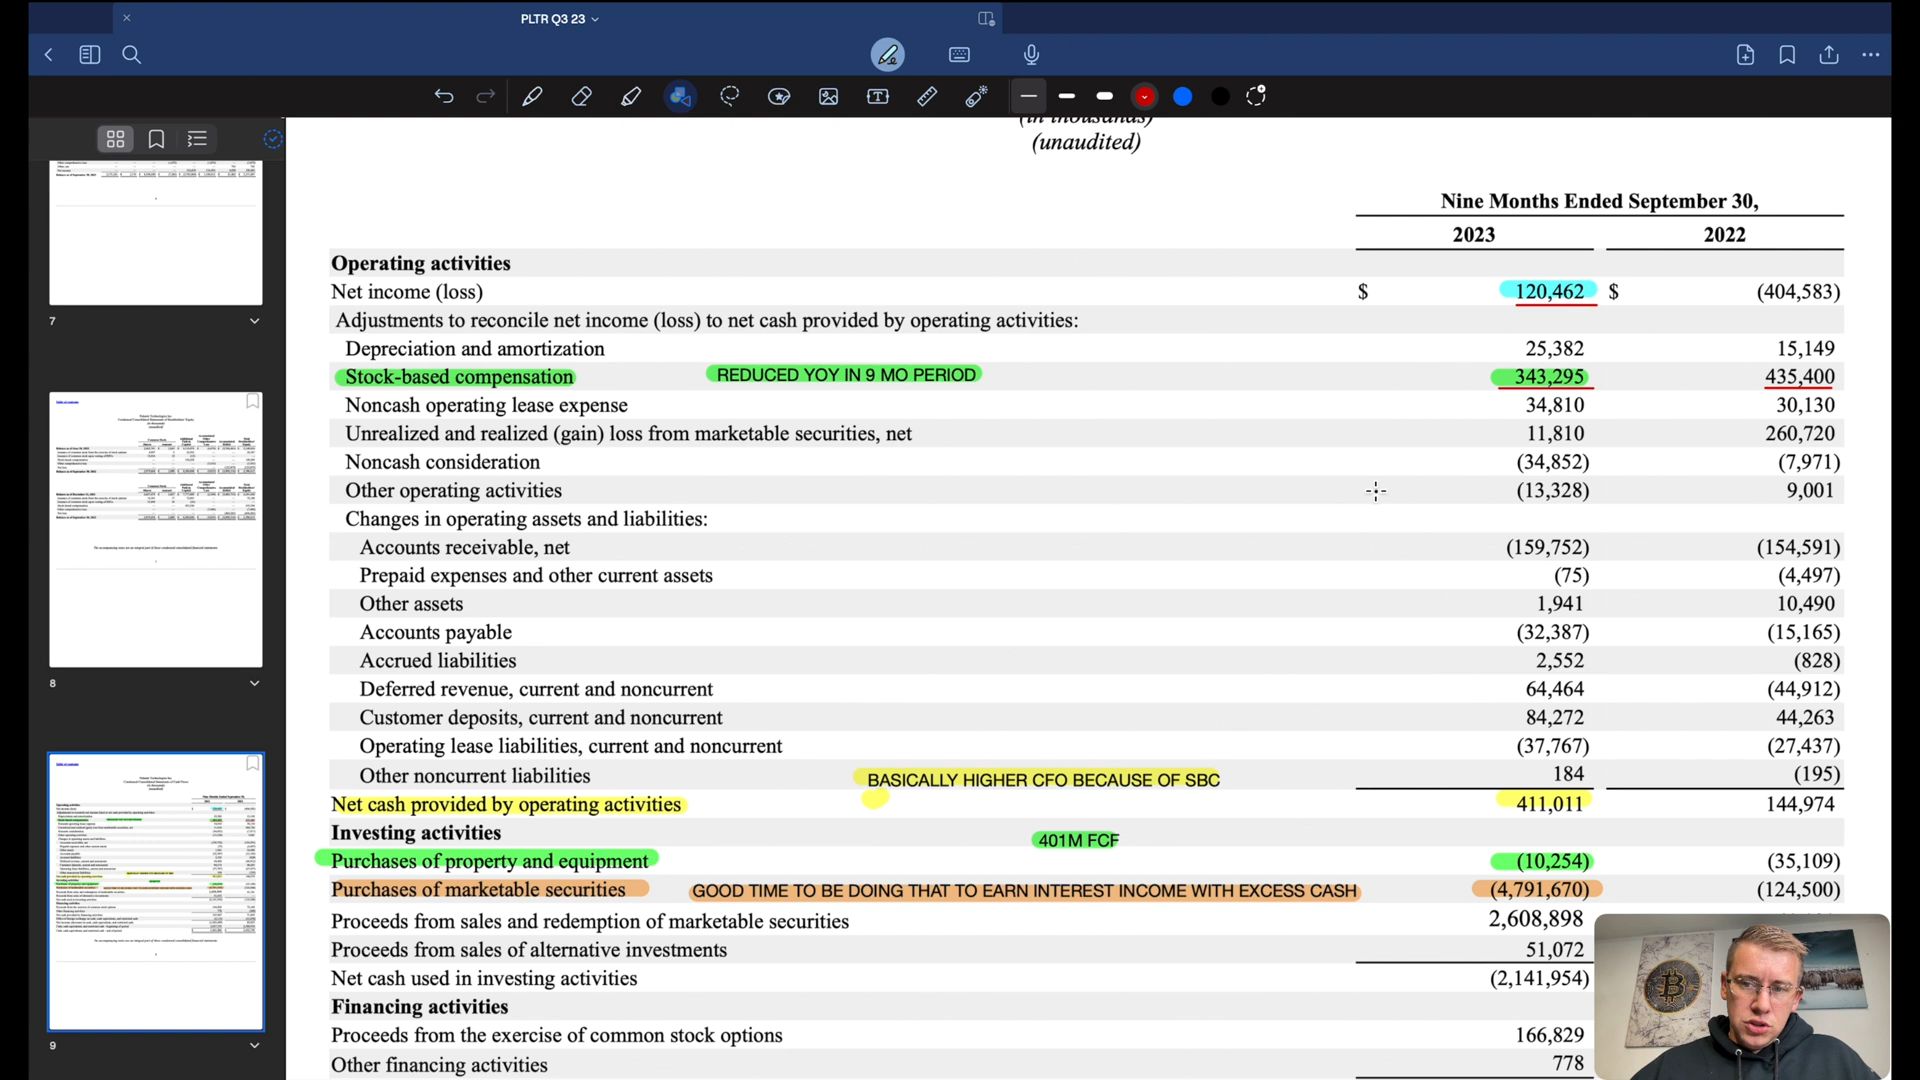 PLTR Q3 23
(in thousands)
(unaudited)
Nine Months Ended September 30,
2023 2022
Operating activities
Net income (loss) $ 120,462 $ (404,583)
Adjustments to reconcile net income (loss) to net cash provided by operating activities:
Depreciation and amortization 25,382 15,149
Stock-based compensation REDUCED YOY IN 9 MO PERIOD 343,295 435,400
Noncash operating lease expense 34,810 30,130
Unrealized and realized (gain) loss from marketable securities, net 11,810 260,720
Noncash consideration (34,852) (7,971)
Other operating activities (13,328) 9,001
Changes in operating assets and liabilities:
Accounts receivable, net (159,752) (154,591)
Prepaid expenses and other current assets (75) (4,497)
Other assets 1,941 10,490
Accounts payable (32,387) (15,165)
Accrued liabilities 2,552 (828)
Deferred revenue, current and noncurrent 64,464 (44,912)
Customer deposits, current and noncurrent 84,272 44,263
Operating lease liabilities, current and noncurrent (37,767) (27,437)
Other noncurrent liabilities BASICALLY HIGHER CFO BECAUSE OF SBC 184 (195)
Net cash provided by operating activities 411,011 144,974
Investing activities
401M FCF
Purchases of property and equipment (10,254) (35,109)
Purchases of marketable securities GOOD TIME TO BE DOING THAT TO EARN INTEREST INCOME WITH EXCESS CASH (4,791,670) (124,500)
Proceeds from sales and redemption of marketable securities 2,608,898
Proceeds from sales of alternative investments 51,072
Net cash used in investing activities (2,141,954)
Financing activities
Proceeds from the exercise of common stock options 166,829
Other financing activities 778
7
8
9